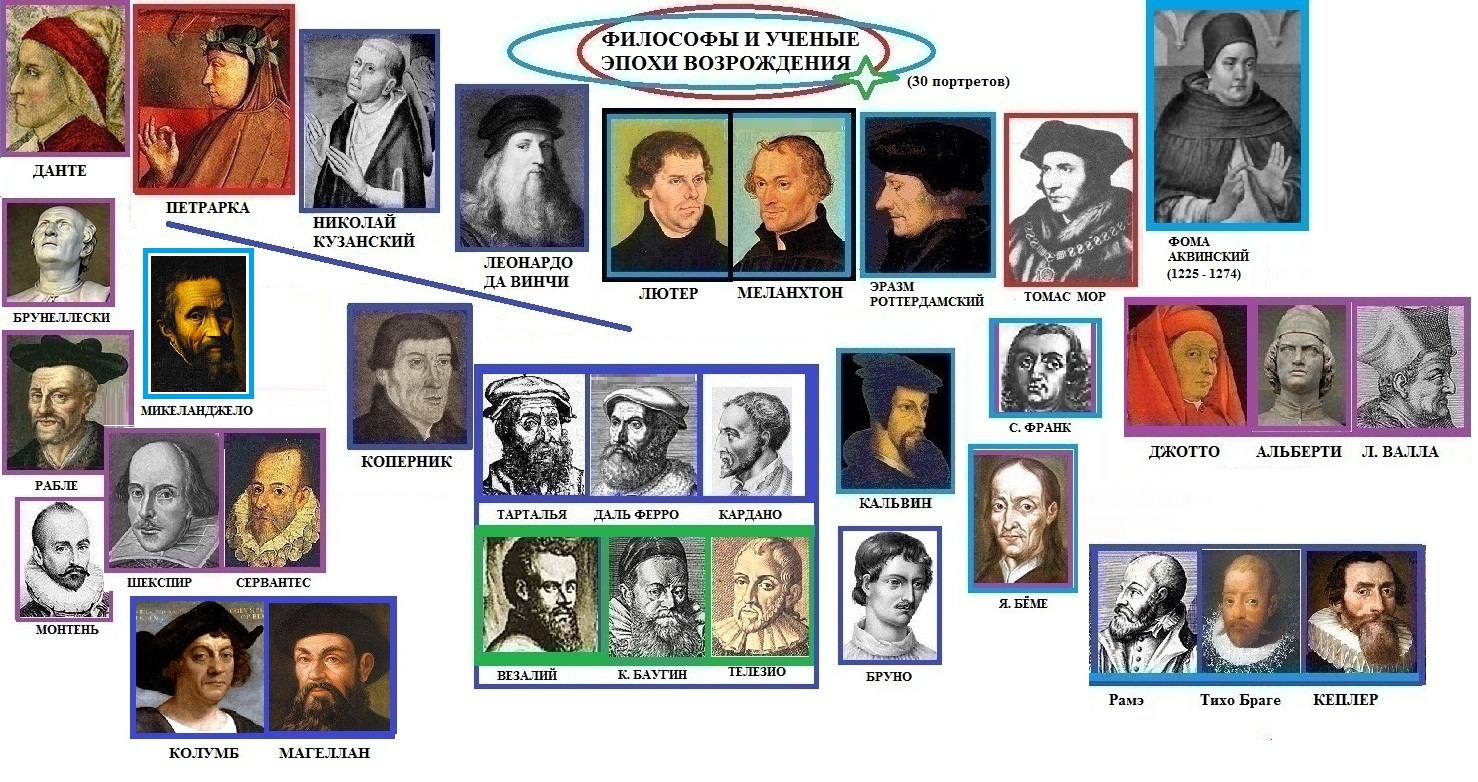 ФИЛОСОФЫ И УЧЕНЫЕ
ЭПОХИ ВОЗРОЖДЕНИЯ
(30 портретов)
ДАНТЕ
ПЕТРАРКА
НИКОЛАЙ
КУЗАНСКИЙ
ЛЕОНАРДО
ДА ВИНЧИ
ЛЮТЕР
МЕЛАНХТОН
ЭРАЗМ
РОТТЕРДАМСКИЙ
ТОМАС МОР
ФОМА
АКВИНСКИЙ
(1225 - 1274)
БРУНЕЛЛЕСКИ
МИКЕЛАНДЖЕЛО
КОПЕРНИК
С. ФРАНК
ДЖОТТО
АЛЬБЕРТИ
Л. ВАЛЛА
РАБЛЕ
ТАРТАЛЬЯ
ДАЛЬ ФЕРРО
КАРДАНО
КАЛЬВИН
ШЕКСПИР
СЕРВАНТЕС
Я. БЁМЕ
МОНТЕНЬ
ВЕЗАЛИЙ
К. БАУГИН
ТЕЛЕЗИО
БРУНО
Рамэ
Тихо Браге
КЕПЛЕР
КОЛУМБ
МАГЕЛЛАН